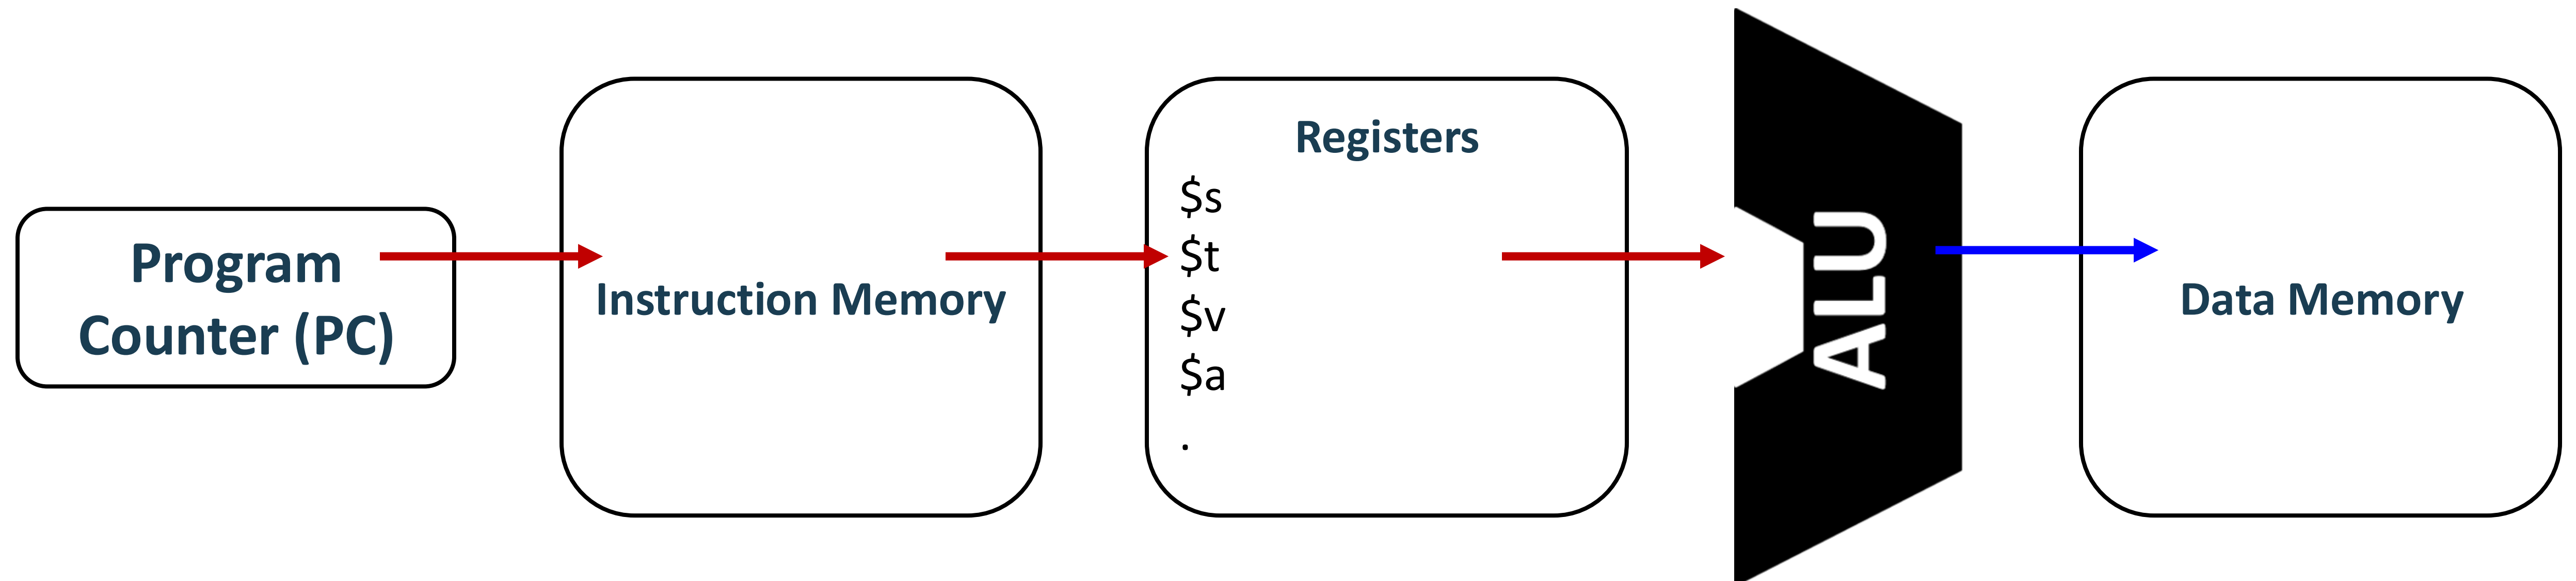 Program
Counter (PC)
Instruction Memory
Registers
$s
$t
$v
$a
.
ALU
Data Memory